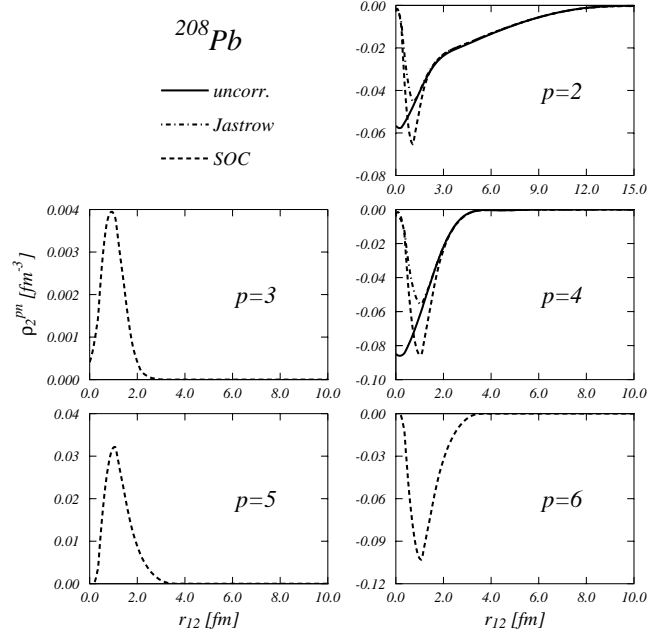 ²⁰⁸Pb
uncorr.
Jastrow
SOC
0.00
-0.02
-0.04
-0.06
-0.08
p=2
0.0 3.0 6.0 9.0 12.0 15.0
0.004
0.003
0.002
0.001
0.000
p=3
0.0 2.0 4.0 6.0 8.0 10.0
ρ₂ᵖⁿ [fm⁻³]
0.00
-0.02
-0.04
-0.06
-0.08
-0.10
p=4
0.0 2.0 4.0 6.0 8.0 10.0
0.04
0.03
0.02
0.01
0.00
p=5
0.0 2.0 4.0 6.0 8.0 10.0
r₁₂ [fm]
0.00
-0.03
-0.06
-0.09
-0.12
p=6
0.0 2.0 4.0 6.0 8.0 10.0
r₁₂ [fm]